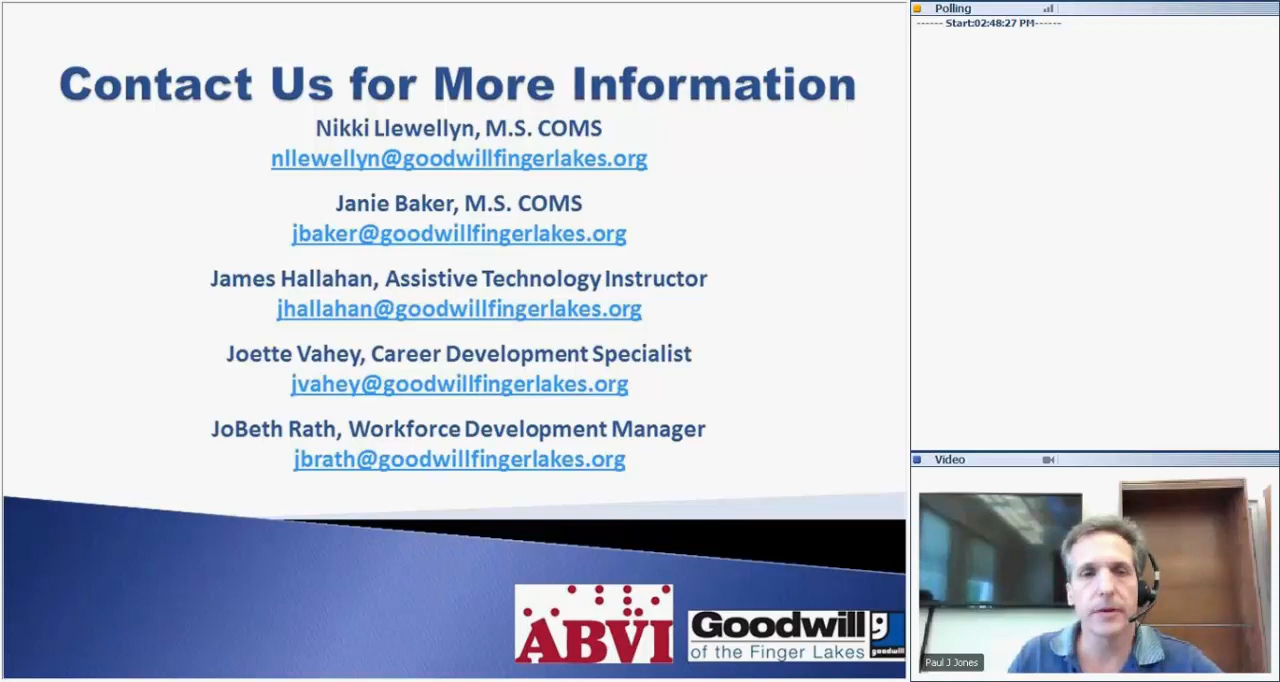 Contact Us for More Information
Nikki Llewellyn, M.S. COMS
nllewellyn@goodwillfingerlakes.org
Janie Baker, M.S. COMS
jbaker@goodwillfingerlakes.org
James Hallahan, Assistive Technology Instructor
jhallahan@goodwillfingerlakes.org
Joette Vahey, Career Development Specialist
jvahey@goodwillfingerlakes.org
JoBeth Rath, Workforce Development Manager
jbrath@goodwillfingerlakes.org
ABVI
Goodwill
of the Finger Lakes
goodwill
Polling
------ Start:02:48:27 PM------
Video
Paul J Jones